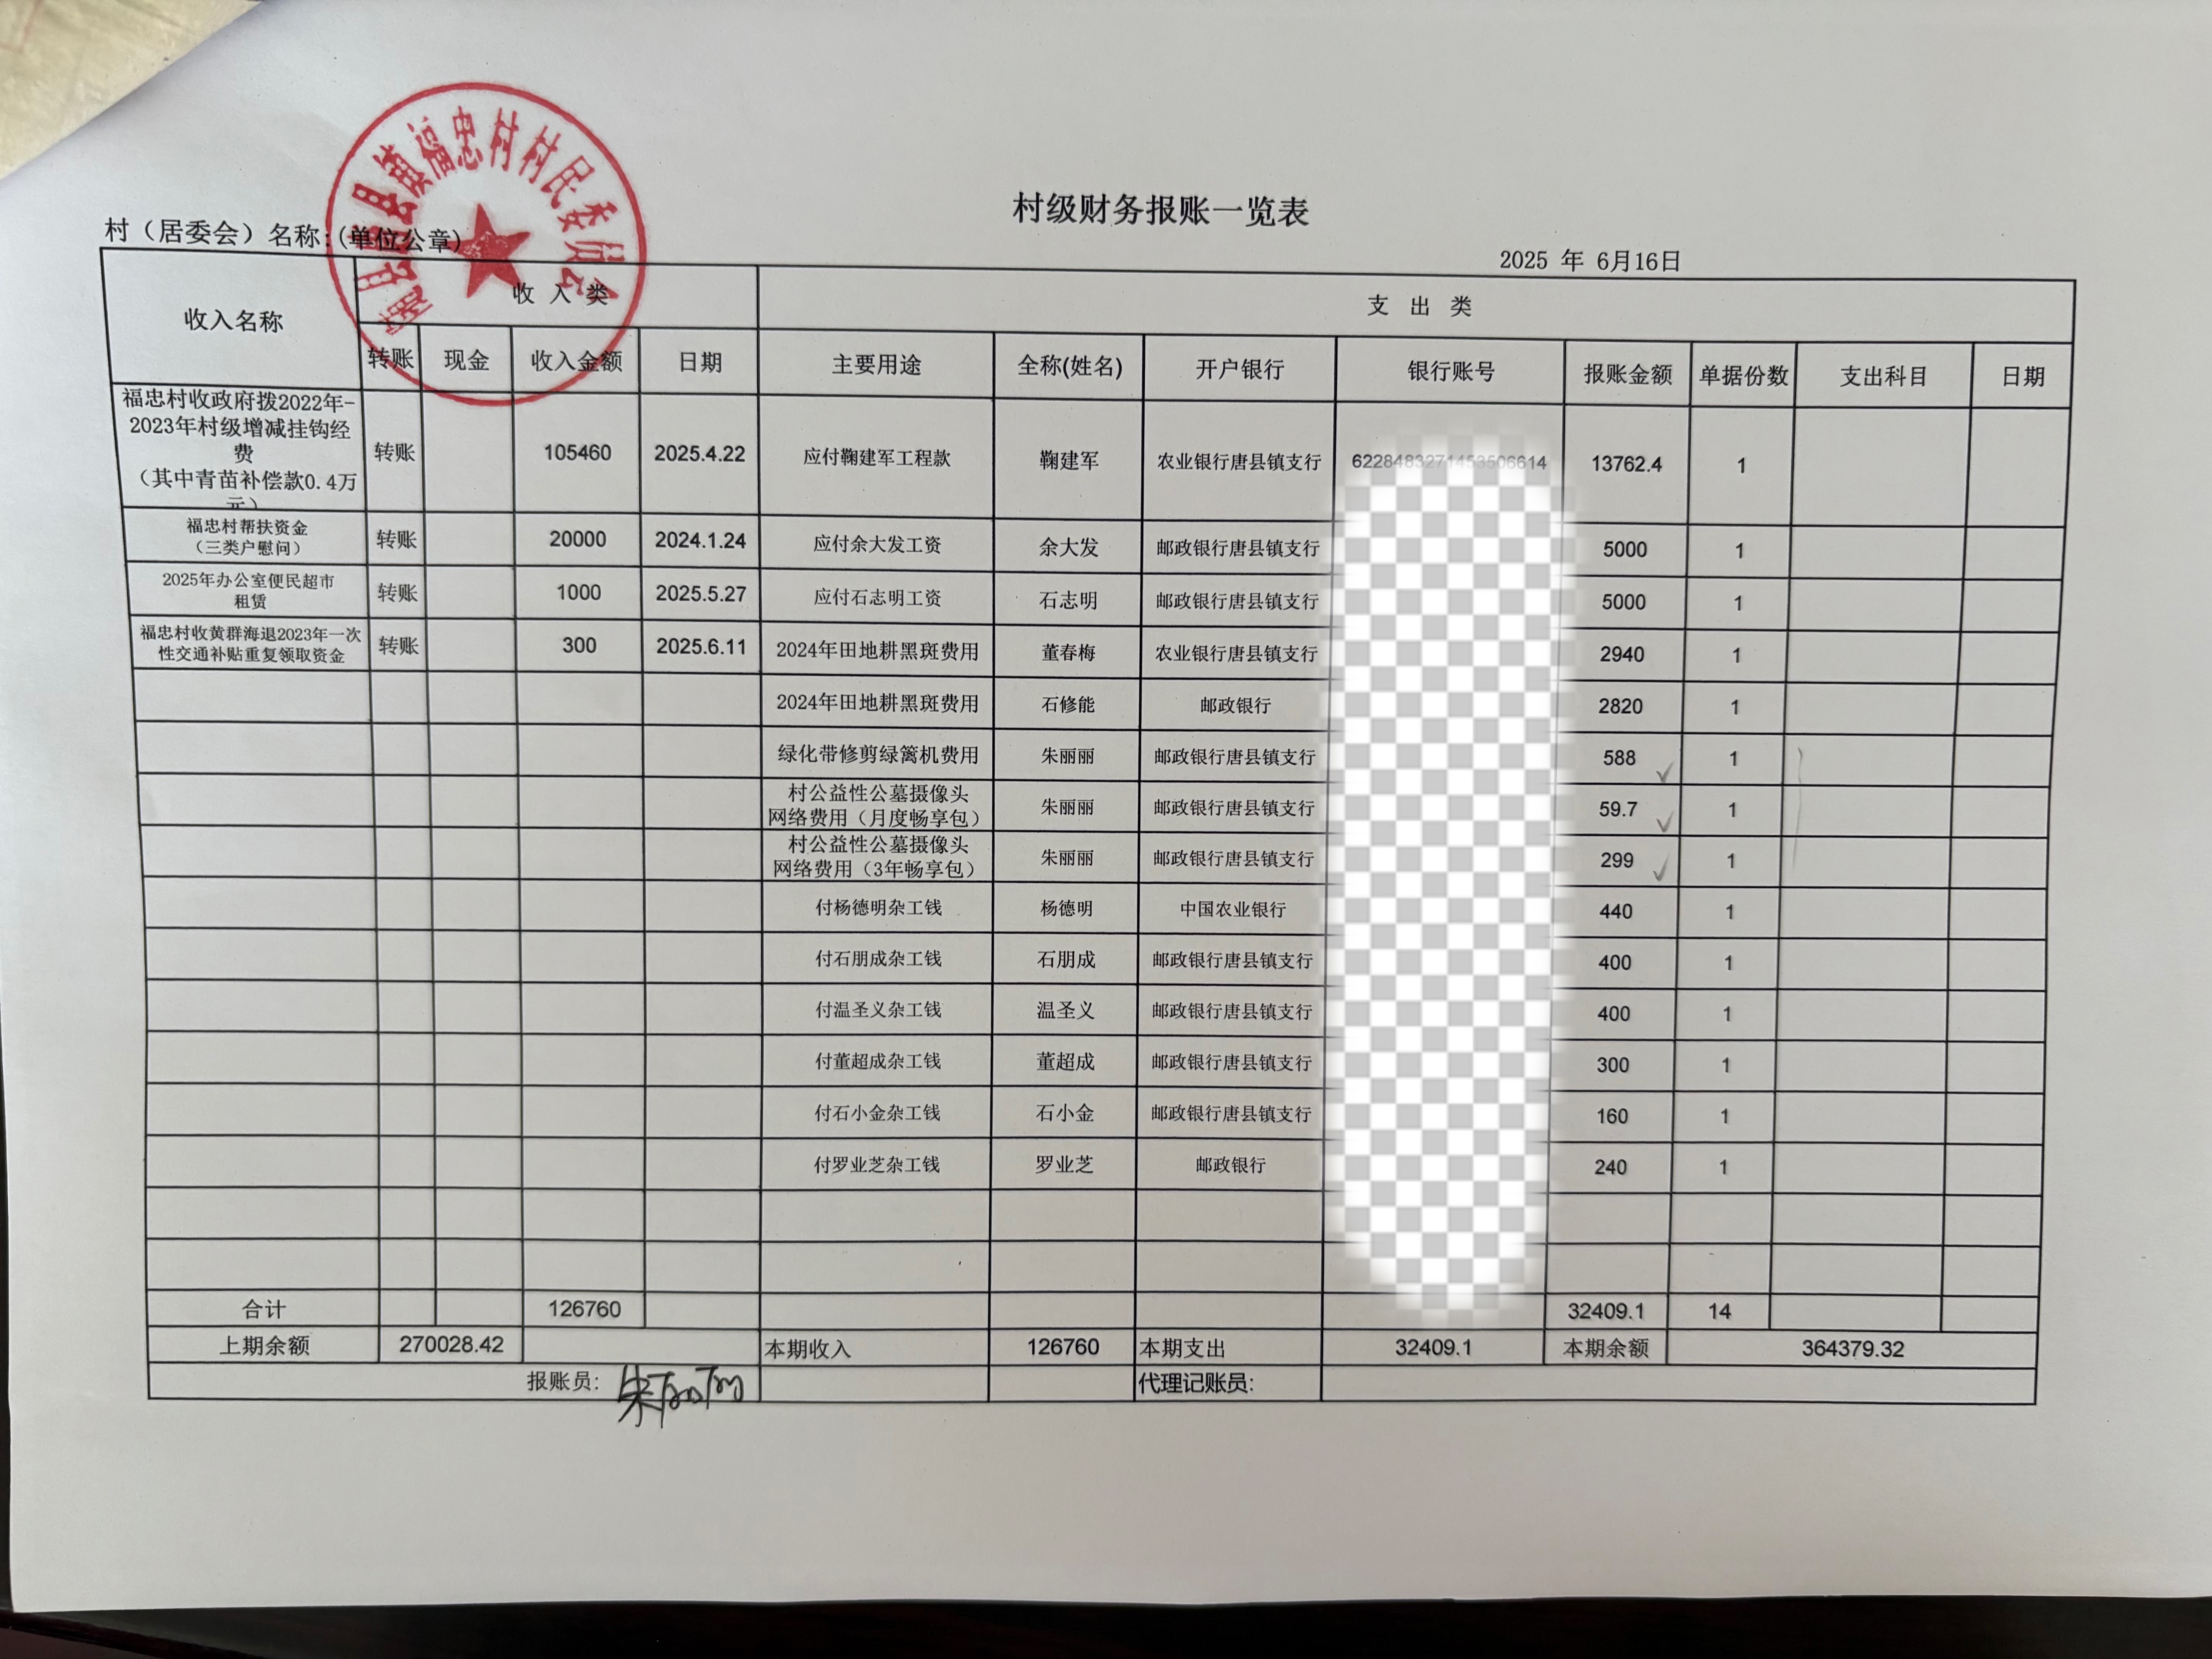 村级财务报账一览表
村（居委会）名称:(单位公章)
2025 年 6月16日
随县唐县镇福忠村村民委员会
收入名称 收 入 类 支 出 类
转账 现金 收入金额 日期 主要用途 全称(姓名) 开户银行 银行账号 报账金额 单据份数 支出科目 日期
福忠村收政府拨2022年-
2023年村级增减挂钩经
费
（其中青苗补偿款0.4万
元）
转账 105460 2025.4.22 应付鞠建军工程款 鞠建军 农业银行唐县镇支行 13762.4 1
福忠村帮扶资金
（三类户慰问）
转账 20000 2024.1.24 应付余大发工资 余大发 邮政银行唐县镇支行 5000 1
2025年办公室便民超市
租赁
转账 1000 2025.5.27 应付石志明工资 石志明 邮政银行唐县镇支行 5000 1
福忠村收黄群海退2023年一次
性交通补贴重复领取资金
转账 300 2025.6.11 2024年田地耕黑斑费用 董春梅 农业银行唐县镇支行 2940 1
2024年田地耕黑斑费用 石修能 邮政银行 2820 1
绿化带修剪绿篱机费用 朱丽丽 邮政银行唐县镇支行 588 1
村公益性公墓摄像头
网络费用（月度畅享包）
朱丽丽 邮政银行唐县镇支行 59.7 1
村公益性公墓摄像头
网络费用（3年畅享包）
朱丽丽 邮政银行唐县镇支行 299 1
付杨德明杂工钱 杨德明 中国农业银行 440 1
付石朋成杂工钱 石朋成 邮政银行唐县镇支行 400 1
付温圣义杂工钱 温圣义 邮政银行唐县镇支行 400 1
付董超成杂工钱 董超成 邮政银行唐县镇支行 300 1
付石小金杂工钱 石小金 邮政银行唐县镇支行 160 1
付罗业芝杂工钱 罗业芝 邮政银行 240 1
合计 126760 32409.1 14
上期余额 270028.42 本期收入 126760 本期支出 32409.1 本期余额 364379.32
报账员: 朱丽丽 代理记账员: